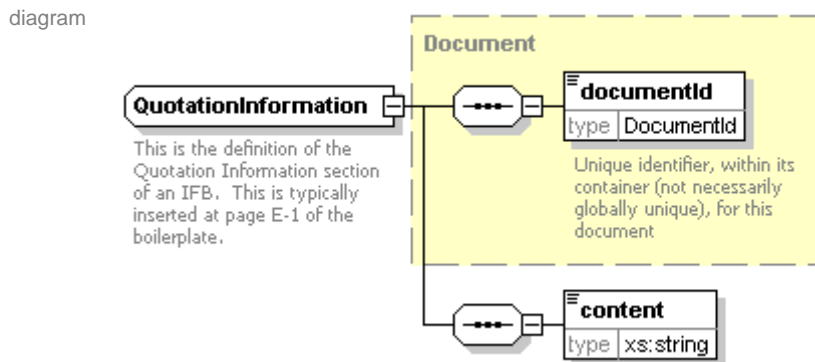 diagram
Document
QuotationInformation
This is the definition of the
Quotation Information section
of an IFB.  This is typically
inserted at page E-1 of the
boilerplate.
documentId
type DocumentId
Unique identifier, within its
container (not necessarily
globally unique), for this
document
content
type xs:string